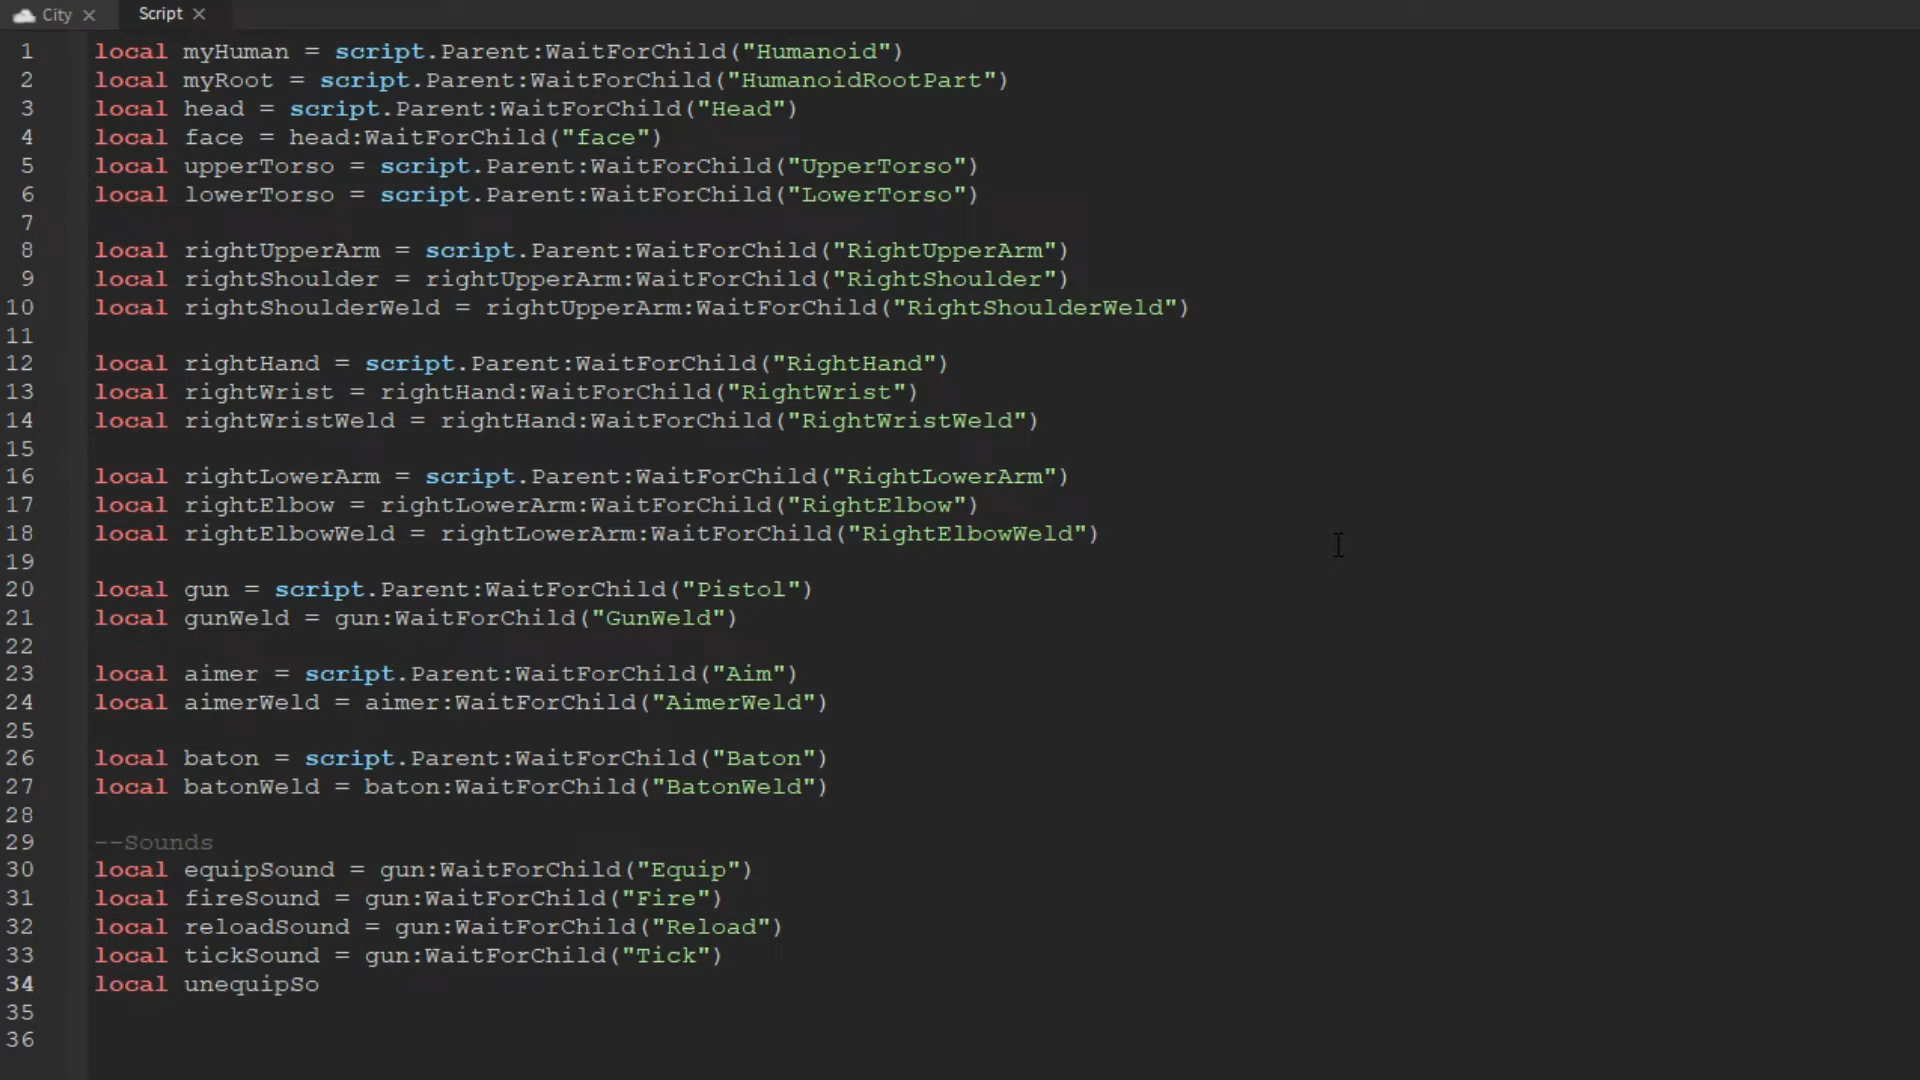 City × Script ×
1 local myHuman = script.Parent:WaitForChild("Humanoid")
2 local myRoot = script.Parent:WaitForChild("HumanoidRootPart")
3 local head = script.Parent:WaitForChild("Head")
4 local face = head:WaitForChild("face")
5 local upperTorso = script.Parent:WaitForChild("UpperTorso")
6 local lowerTorso = script.Parent:WaitForChild("LowerTorso")
7
8 local rightUpperArm = script.Parent:WaitForChild("RightUpperArm")
9 local rightShoulder = rightUpperArm:WaitForChild("RightShoulder")
10 local rightShoulderWeld = rightUpperArm:WaitForChild("RightShoulderWeld")
11
12 local rightHand = script.Parent:WaitForChild("RightHand")
13 local rightWrist = rightHand:WaitForChild("RightWrist")
14 local rightWristWeld = rightHand:WaitForChild("RightWristWeld")
15
16 local rightLowerArm = script.Parent:WaitForChild("RightLowerArm")
17 local rightElbow = rightLowerArm:WaitForChild("RightElbow")
18 local rightElbowWeld = rightLowerArm:WaitForChild("RightElbowWeld")
19
20 local gun = script.Parent:WaitForChild("Pistol")
21 local gunWeld = gun:WaitForChild("GunWeld")
22
23 local aimer = script.Parent:WaitForChild("Aim")
24 local aimerWeld = aimer:WaitForChild("AimerWeld")
25
26 local baton = script.Parent:WaitForChild("Baton")
27 local batonWeld = baton:WaitForChild("BatonWeld")
28
29 --Sounds
30 local equipSound = gun:WaitForChild("Equip")
31 local fireSound = gun:WaitForChild("Fire")
32 local reloadSound = gun:WaitForChild("Reload")
33 local tickSound = gun:WaitForChild("Tick")
34 local unequipSo
35
36